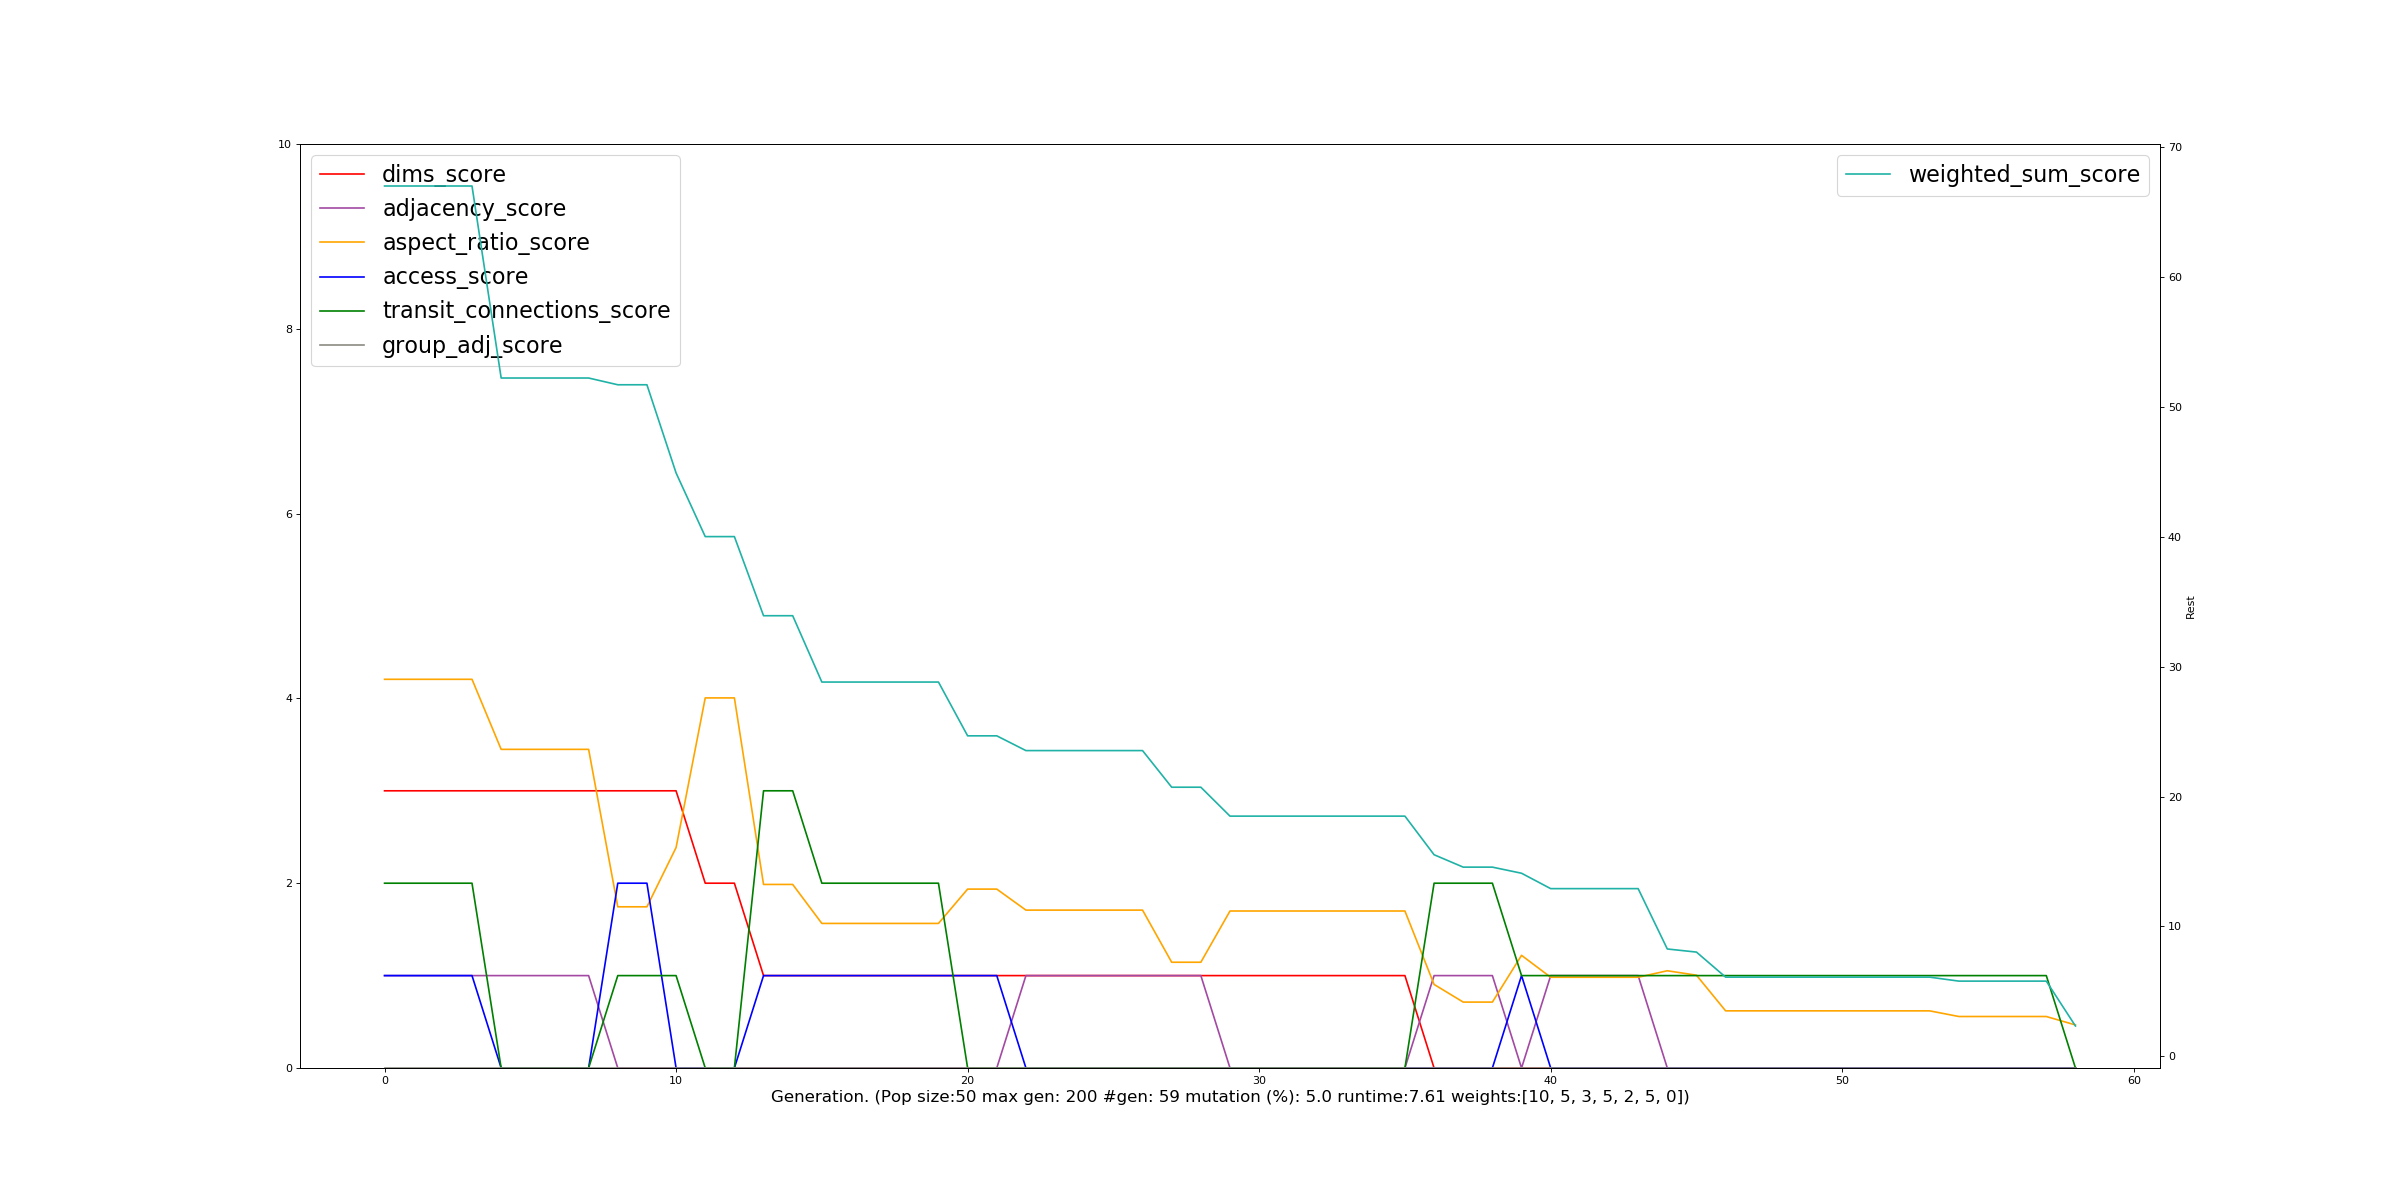 10
8
6
4
2
0
dims_score
adjacency_score
aspect_ratio_score
access_score
transit_connections_score
group_adj_score
weighted_sum_score
70
60
50
40
30
20
10
0
Rest
0 10 20 30 40 50 60
Generation. (Pop size:50 max gen: 200 #gen: 59 mutation (%): 5.0 runtime:7.61 weights:[10, 5, 3, 5, 2, 5, 0])